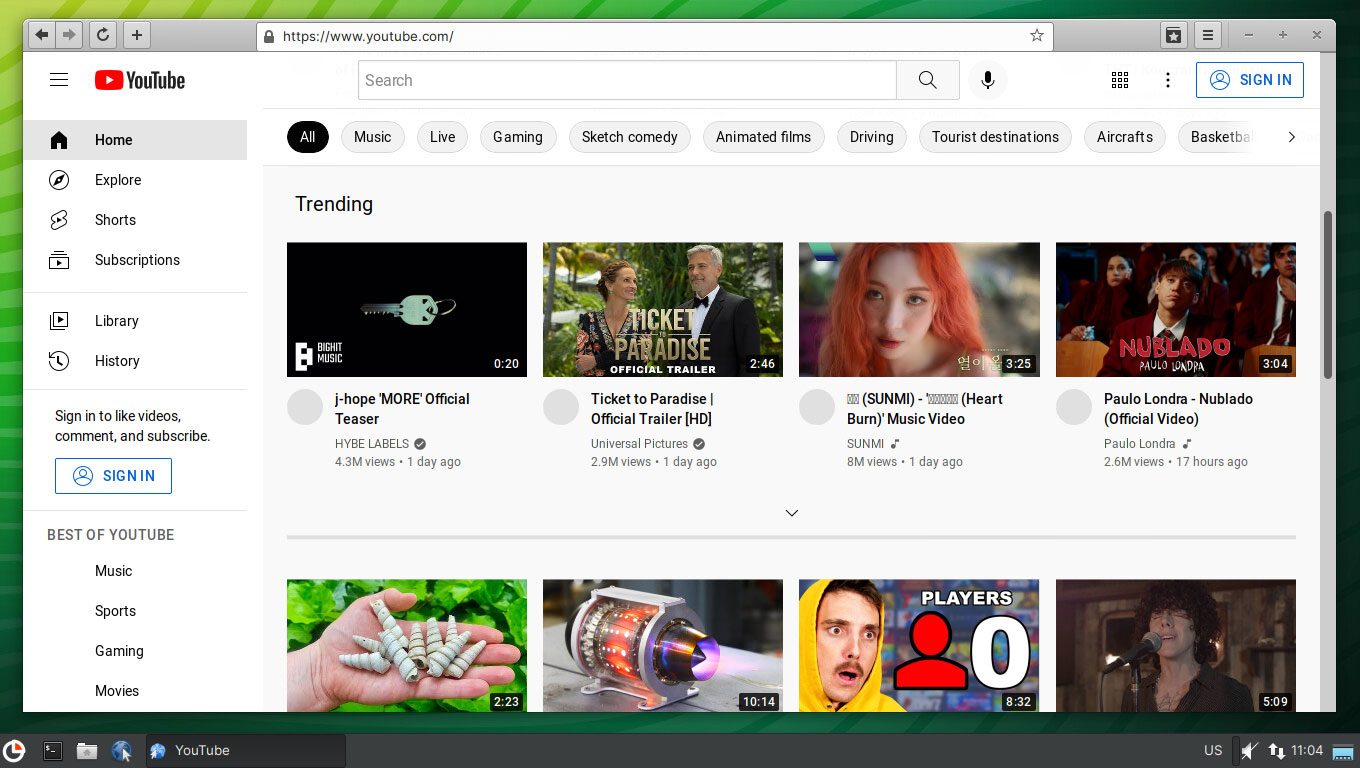 https://www.youtube.com/
YouTube
Search
SIGN IN
Home
Explore
Shorts
Subscriptions
Library
History
Sign in to like videos,
comment, and subscribe.
SIGN IN
BEST OF YOUTUBE
Music
Sports
Gaming
Movies
All
Music
Live
Gaming
Sketch comedy
Animated films
Driving
Tourist destinations
Aircrafts
Trending
BIGHIT
MUSIC
0:20
j-hope 'MORE' Official
Teaser
HYBE LABELS
4.3M views • 1 day ago
TICKET
TO
PARADISE
OFFICIAL TRAILER
2:46
Ticket to Paradise |
Official Trailer [HD]
Universal Pictures
2.9M views • 1 day ago
열이올
3:25
(SUNMI) - ' (Heart
Burn)' Music Video
SUNMI
8M views • 1 day ago
NUBLADO
PAULO LONDRA
3:04
Paulo Londra - Nublado
(Official Video)
Paulo Londra
2.6M views • 17 hours ago
2:23
10:14
PLAYERS
0
8:32
5:09
YouTube
US
11:04